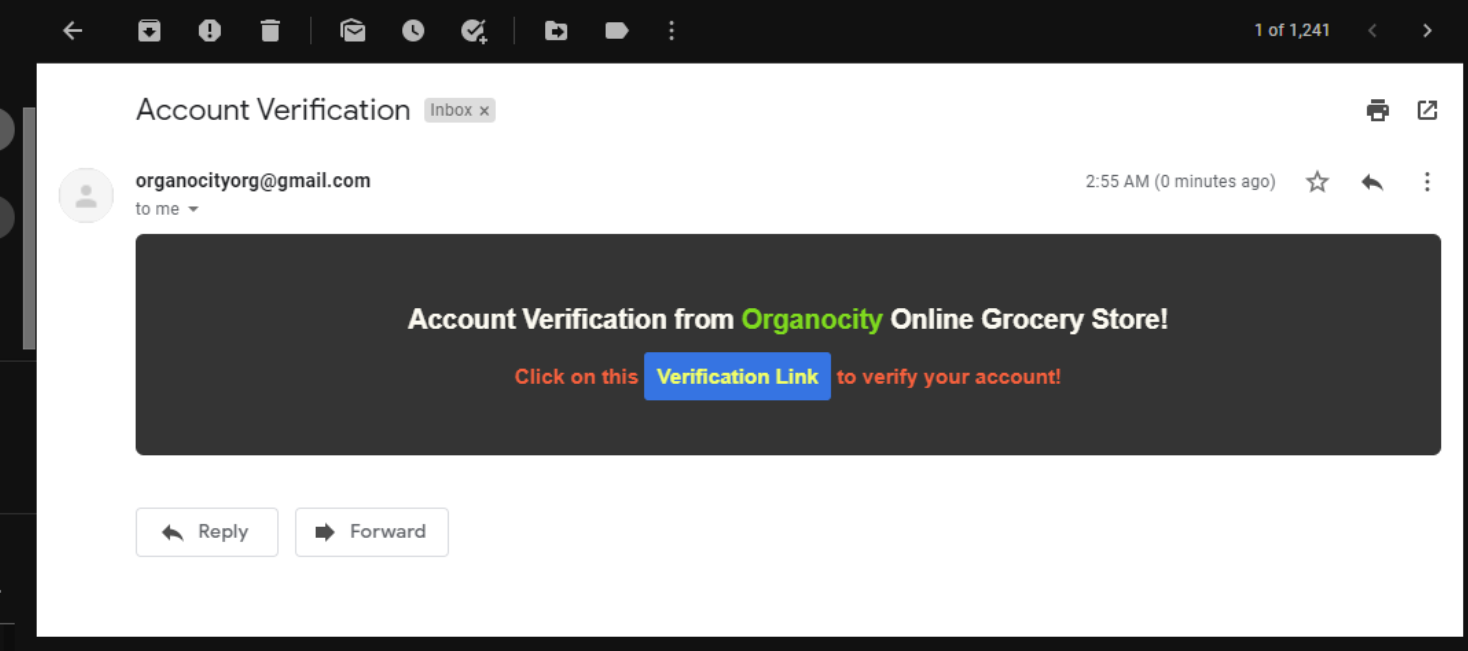 1 of 1,241
Account Verification Inbox ×
organocityorg@gmail.com 2:55 AM (0 minutes ago)
to me
Account Verification from Organocity Online Grocery Store!
Click on this Verification Link to verify your account!
Reply Forward